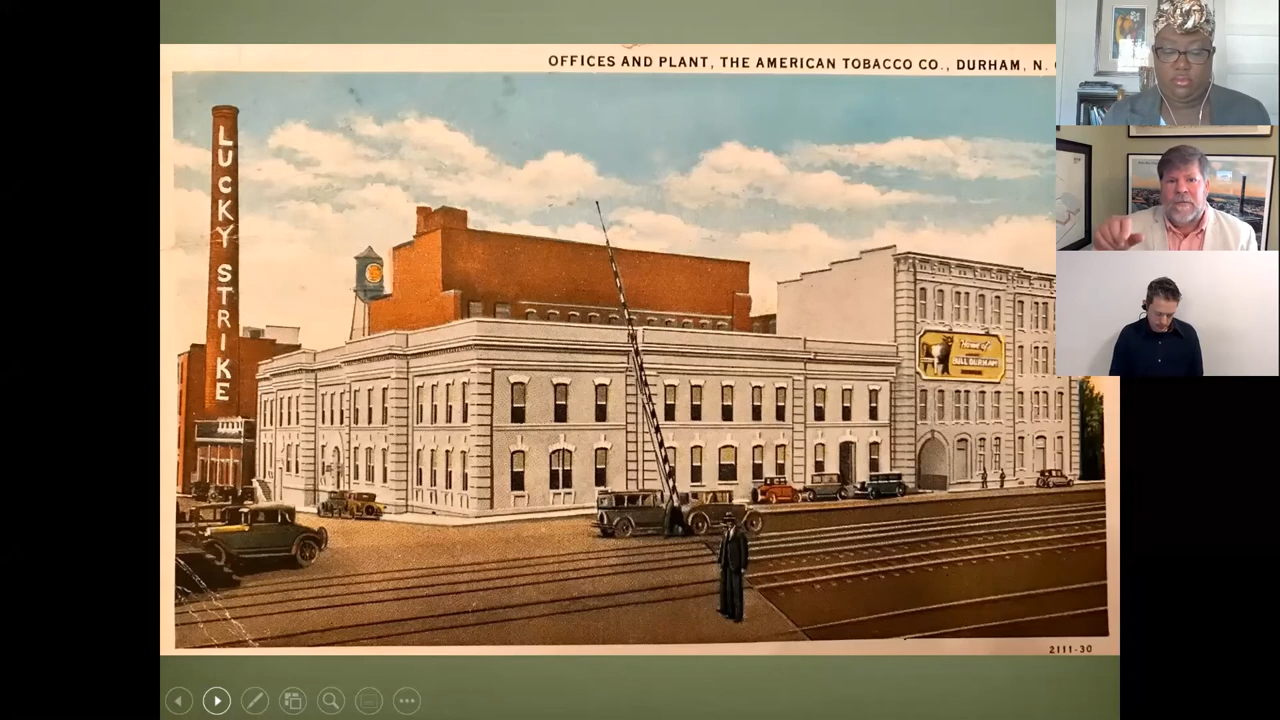 OFFICES AND PLANT, THE AMERICAN TOBACCO CO., DURHAM, N.
LUCKY STRIKE
Home of
BULL DURHAM
2111-30